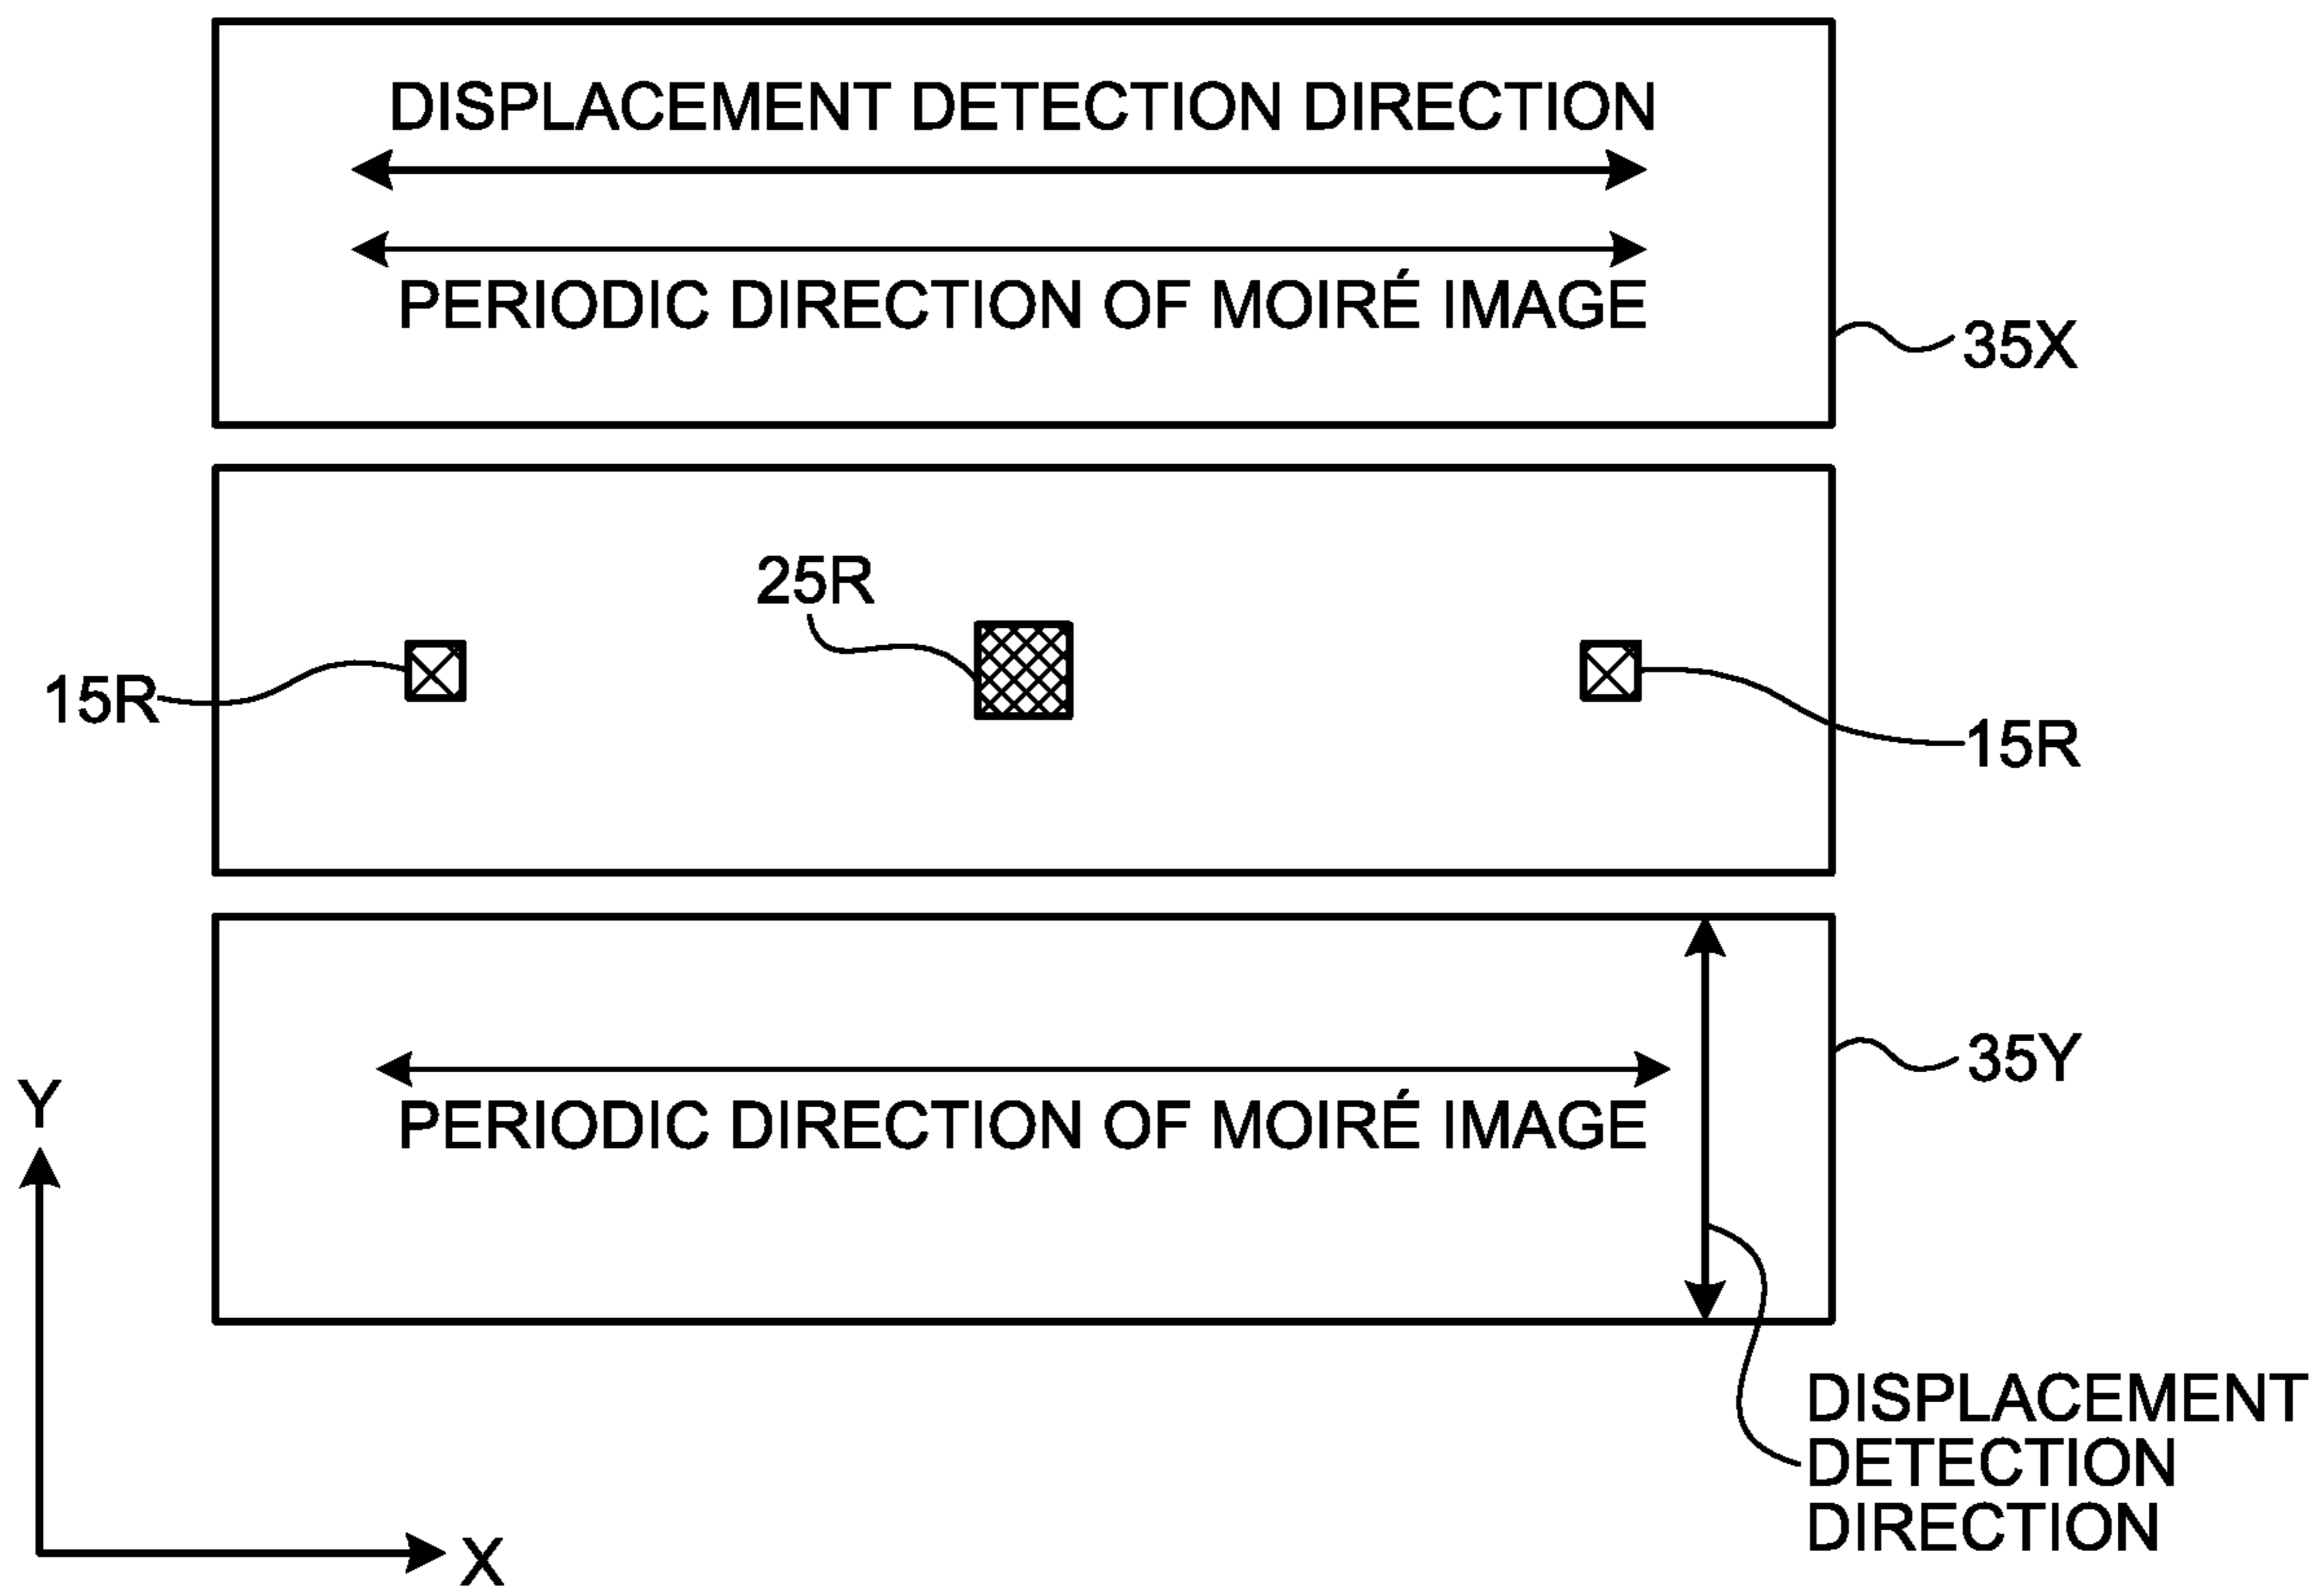 DISPLACEMENT DETECTION DIRECTION
PERIODIC DIRECTION OF MOIRÉ IMAGE
35X
25R
15R
15R
PERIODIC DIRECTION OF MOIRÉ IMAGE
35Y
Y
X
DISPLACEMENT
DETECTION
DIRECTION